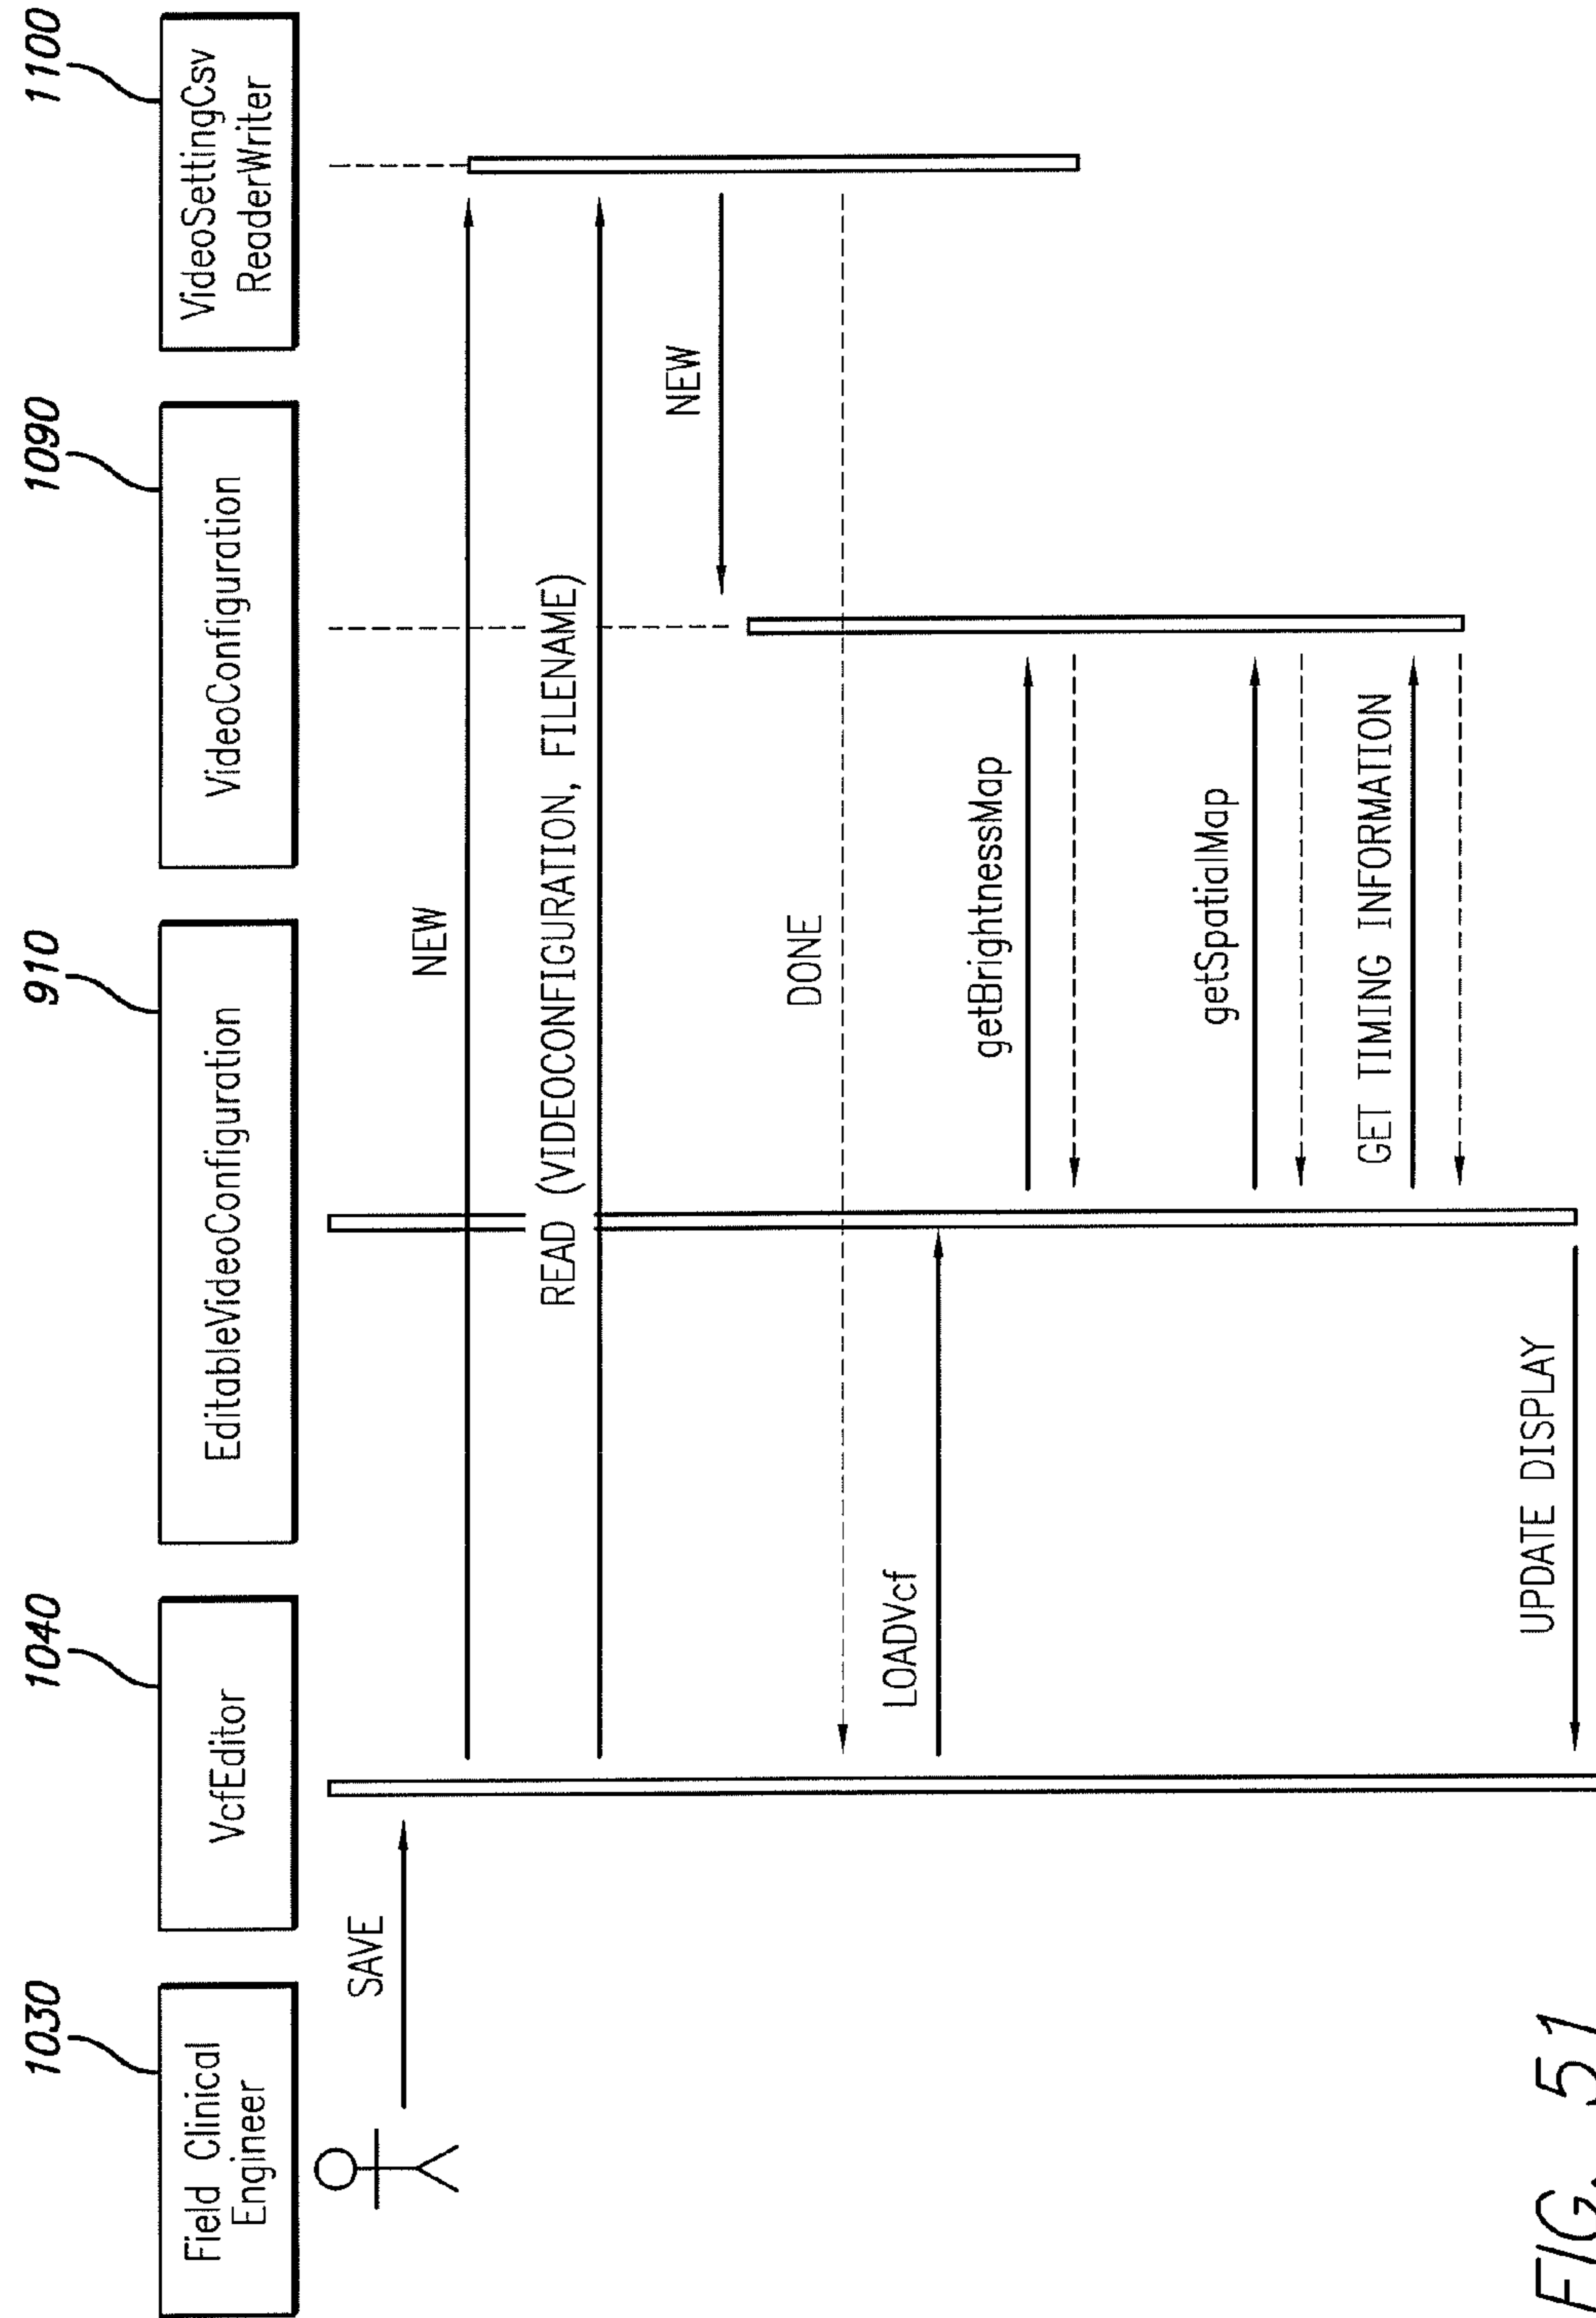 1030
1040
910
1090
1100
Field Clinical
Engineer
VcfEditor
EditableVideoConfiguration
VideoConfiguration
VideoSettingCsv
ReaderWriter
SAVE
NEW
READ (VIDEOCONFIGURATION, FILENAME)
NEW
DONE
LOADVcf
getBrightnessMap
getSpatialMap
GET TIMING INFORMATION
UPDATE DISPLAY
FIG. 51